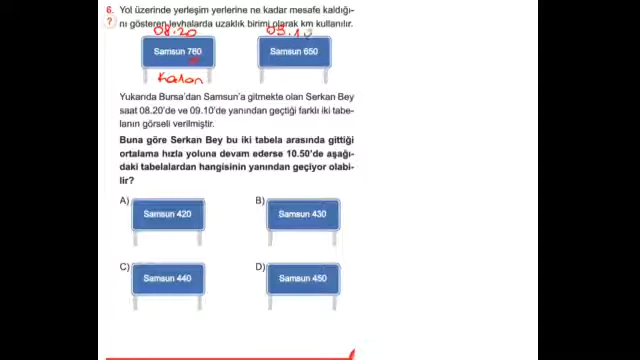 6. Yol üzerinde yerleşim yerlerine ne kadar mesafe kaldığı-
? nı gösteren levhalarda uzaklık birimi olarak km kullanılır.
08.20 09.1
Samsun 760 Samsun 650
Kalan
Yukarıda Bursa'dan Samsun'a gitmekte olan Serkan Bey
saat 08.20'de ve 09.10'de yanından geçtiği farklı iki tabe-
lanın görseli verilmiştir.
Buna göre Serkan Bey bu iki tabela arasında gittiği
ortalama hızla yoluna devam ederse 10.50'de aşağı-
daki tabelalardan hangisinin yanından geçiyor olabi-
lir?
A) Samsun 420 B) Samsun 430
C) Samsun 440 D) Samsun 450